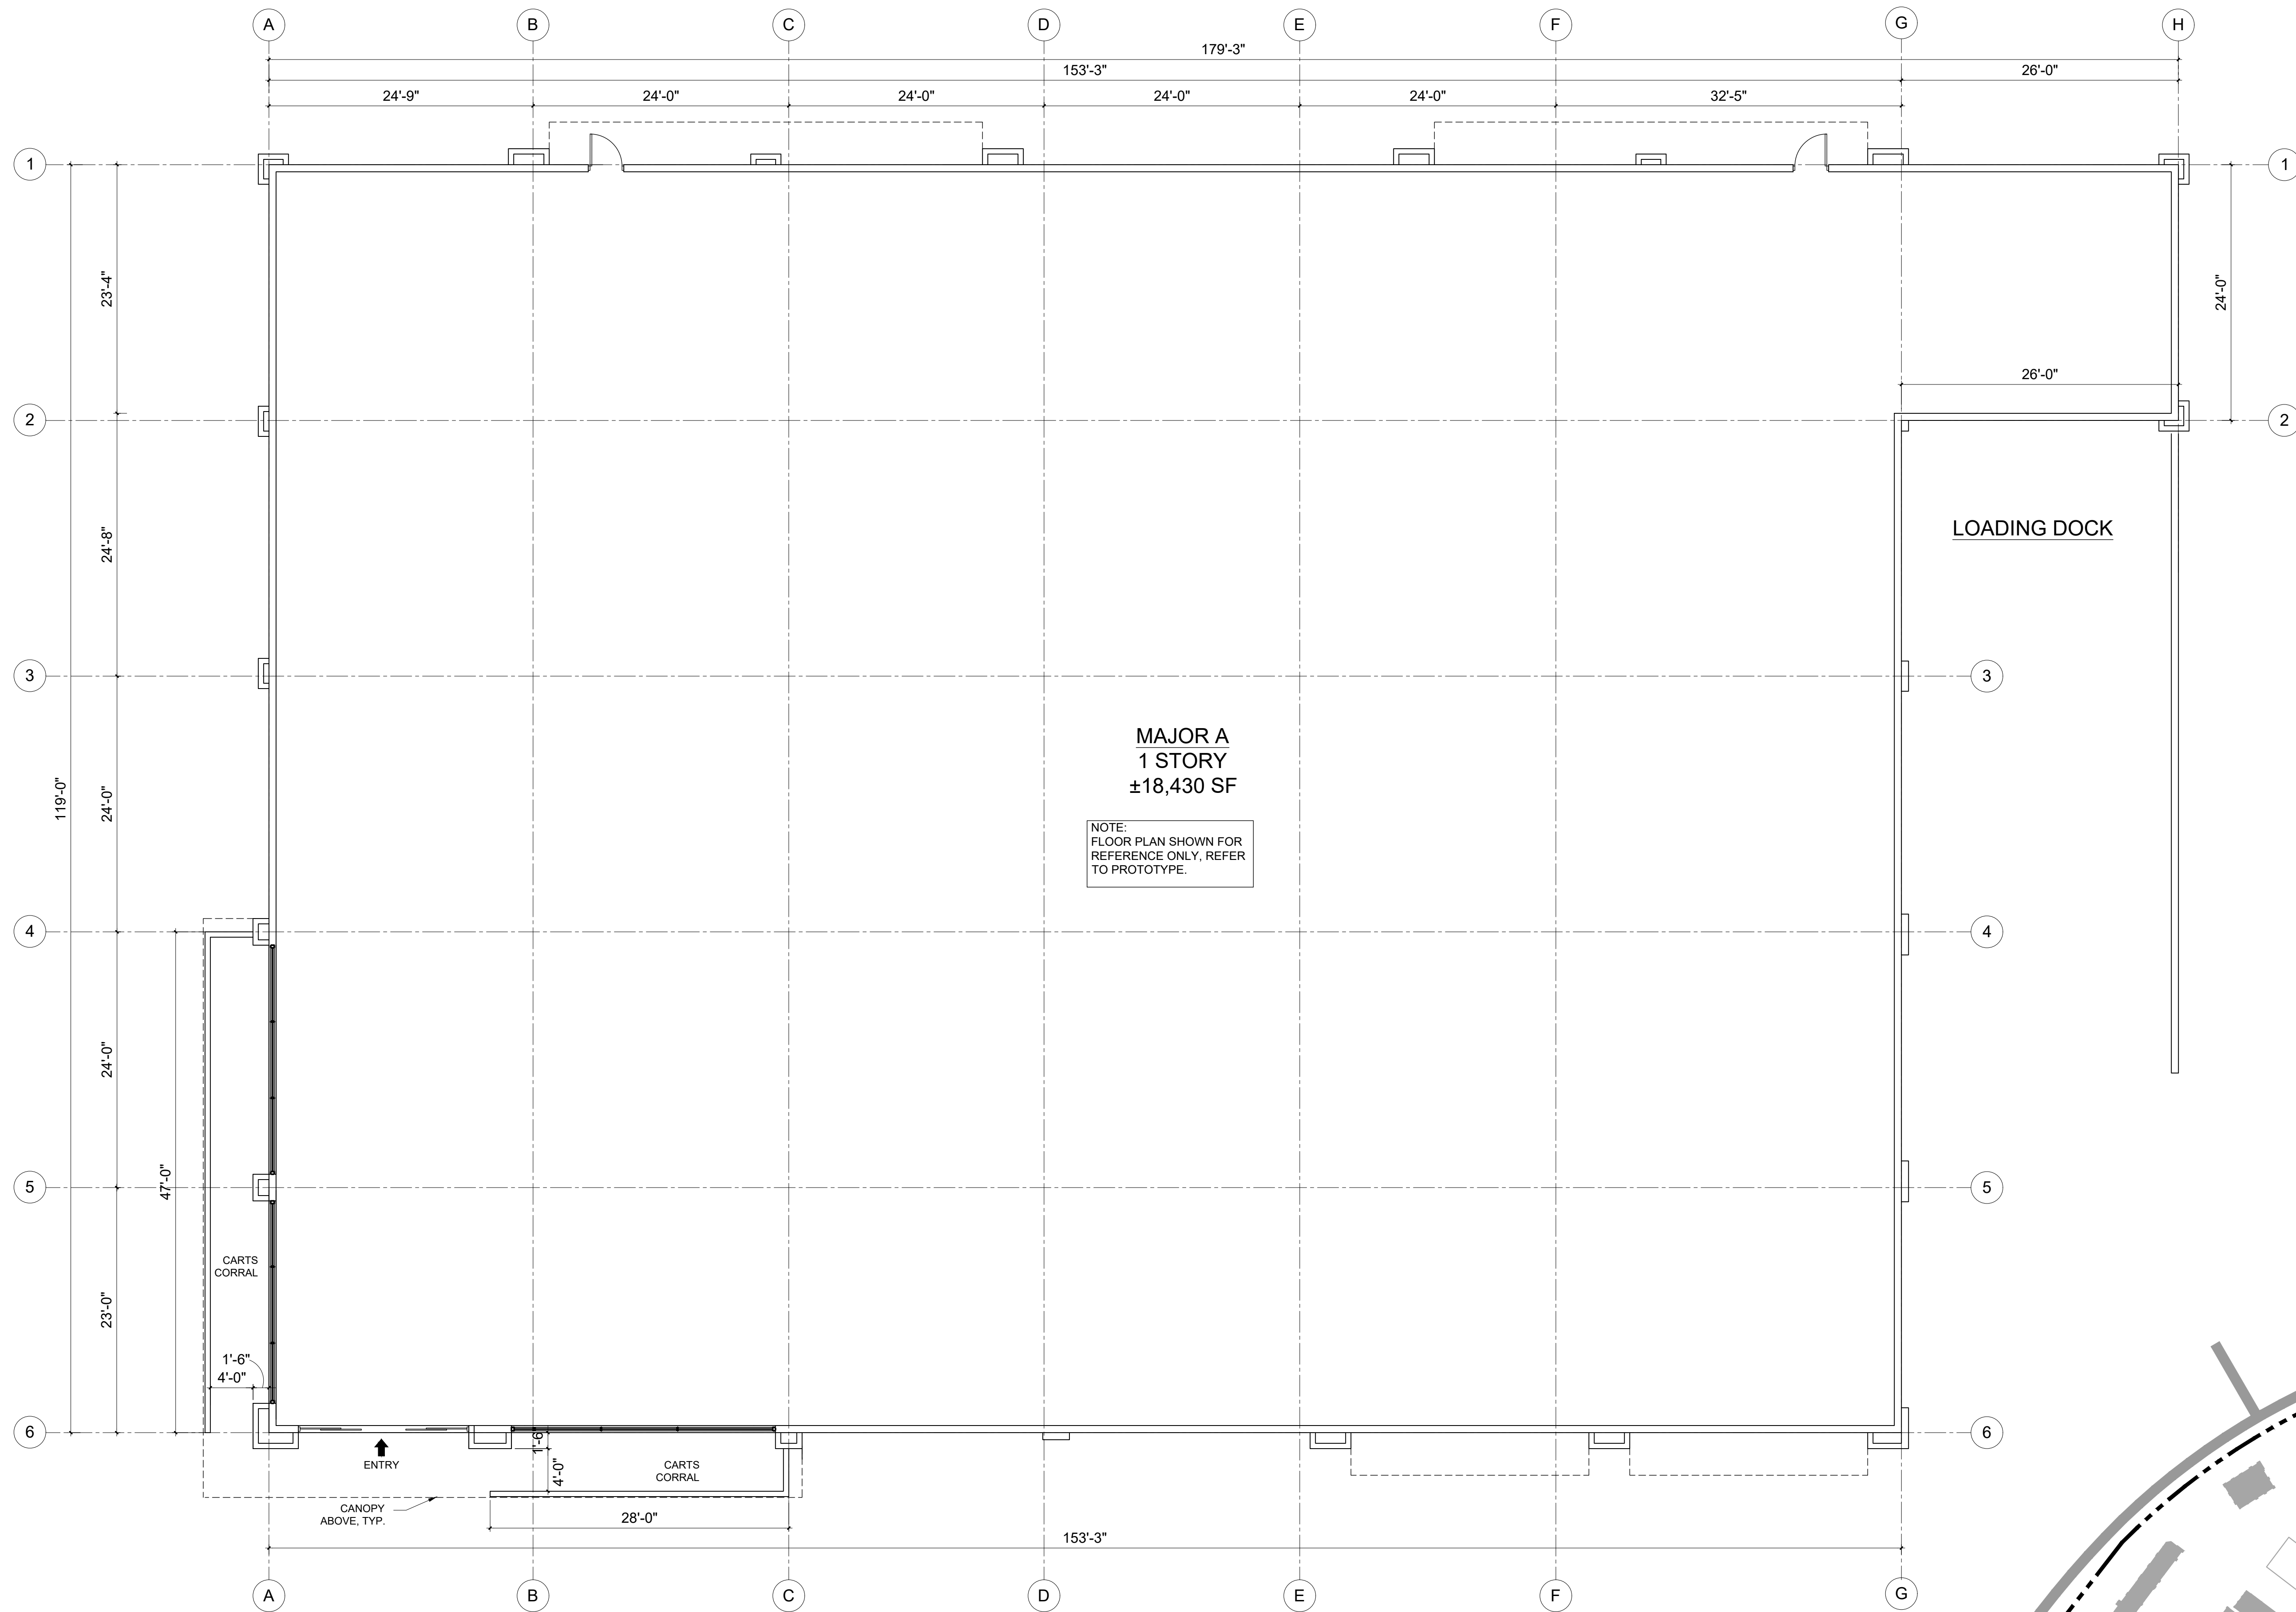 A B C D E F G H
179'-3"
153'-3" 26'-0"
24'-9" 24'-0" 24'-0" 24'-0" 24'-0" 32'-5"
1 1
23'-4" 24'-0"
26'-0"
2 2
24'-8"
LOADING DOCK
3 3
MAJOR A
1 STORY
±18,430 SF
119'-0" 24'-0"
NOTE:
FLOOR PLAN SHOWN FOR
REFERENCE ONLY, REFER
TO PROTOTYPE.
4 4
24'-0"
47'-0"
5 5
CARTS
CORRAL
23'-0"
1'-6"
4'-0"
6 6
1'-6"
ENTRY
4'-0"
CARTS
CORRAL
CANOPY
ABOVE, TYP.
28'-0"
153'-3"
A B C D E F G